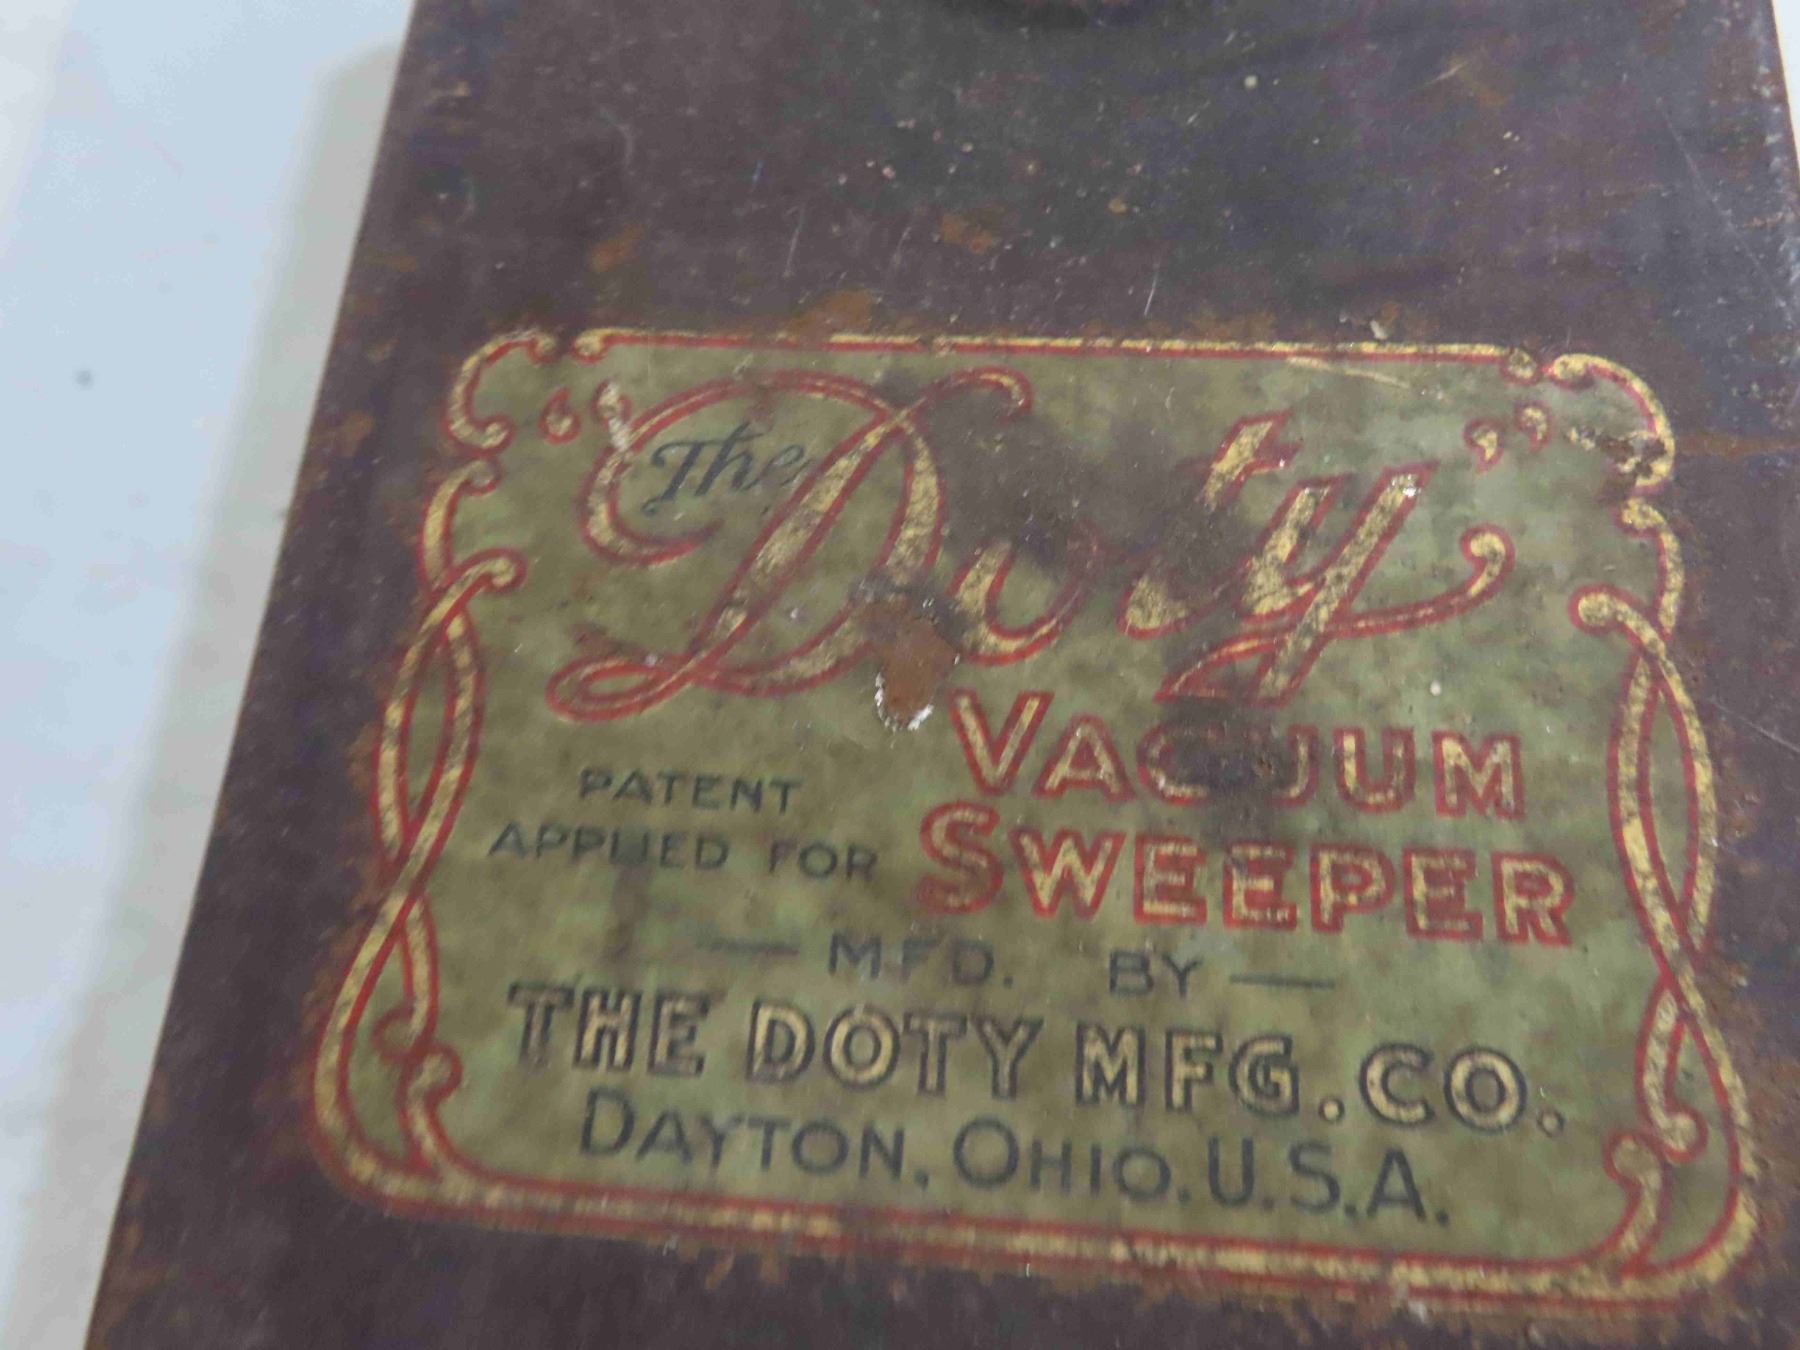 "The Doty"
VACUUM
SWEEPER
PATENT
APPLIED FOR
— MFD. BY —
THE DOTY MFG. CO.
DAYTON, OHIO. U.S.A.